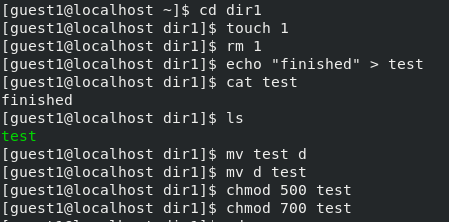 [guest1@localhost ~]$ cd dir1
[guest1@localhost dir1]$ touch 1
[guest1@localhost dir1]$ rm 1
[guest1@localhost dir1]$ echo "finished" > test
[guest1@localhost dir1]$ cat test
finished
[guest1@localhost dir1]$ ls
test
[guest1@localhost dir1]$ mv test d
[guest1@localhost dir1]$ mv d test
[guest1@localhost dir1]$ chmod 500 test
[guest1@localhost dir1]$ chmod 700 test